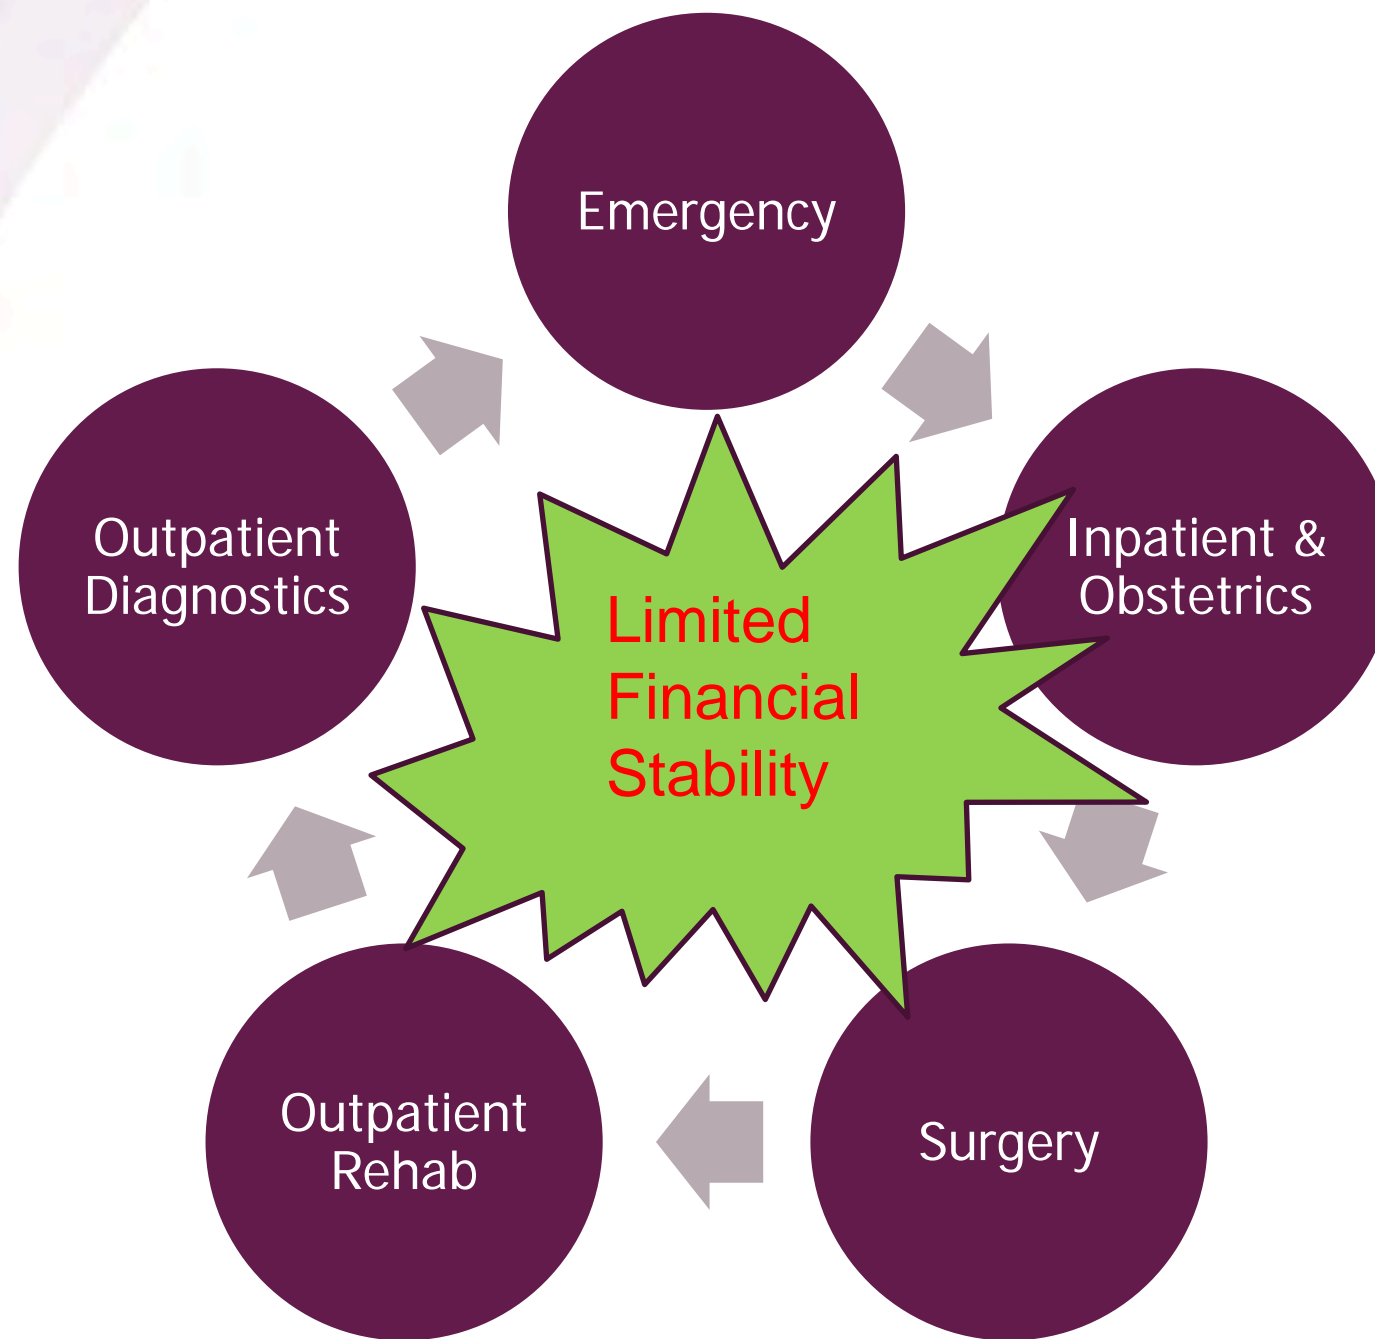 Emergency
Inpatient &
Obstetrics
Surgery
Outpatient
Rehab
Outpatient
Diagnostics
Limited
Financial
Stability